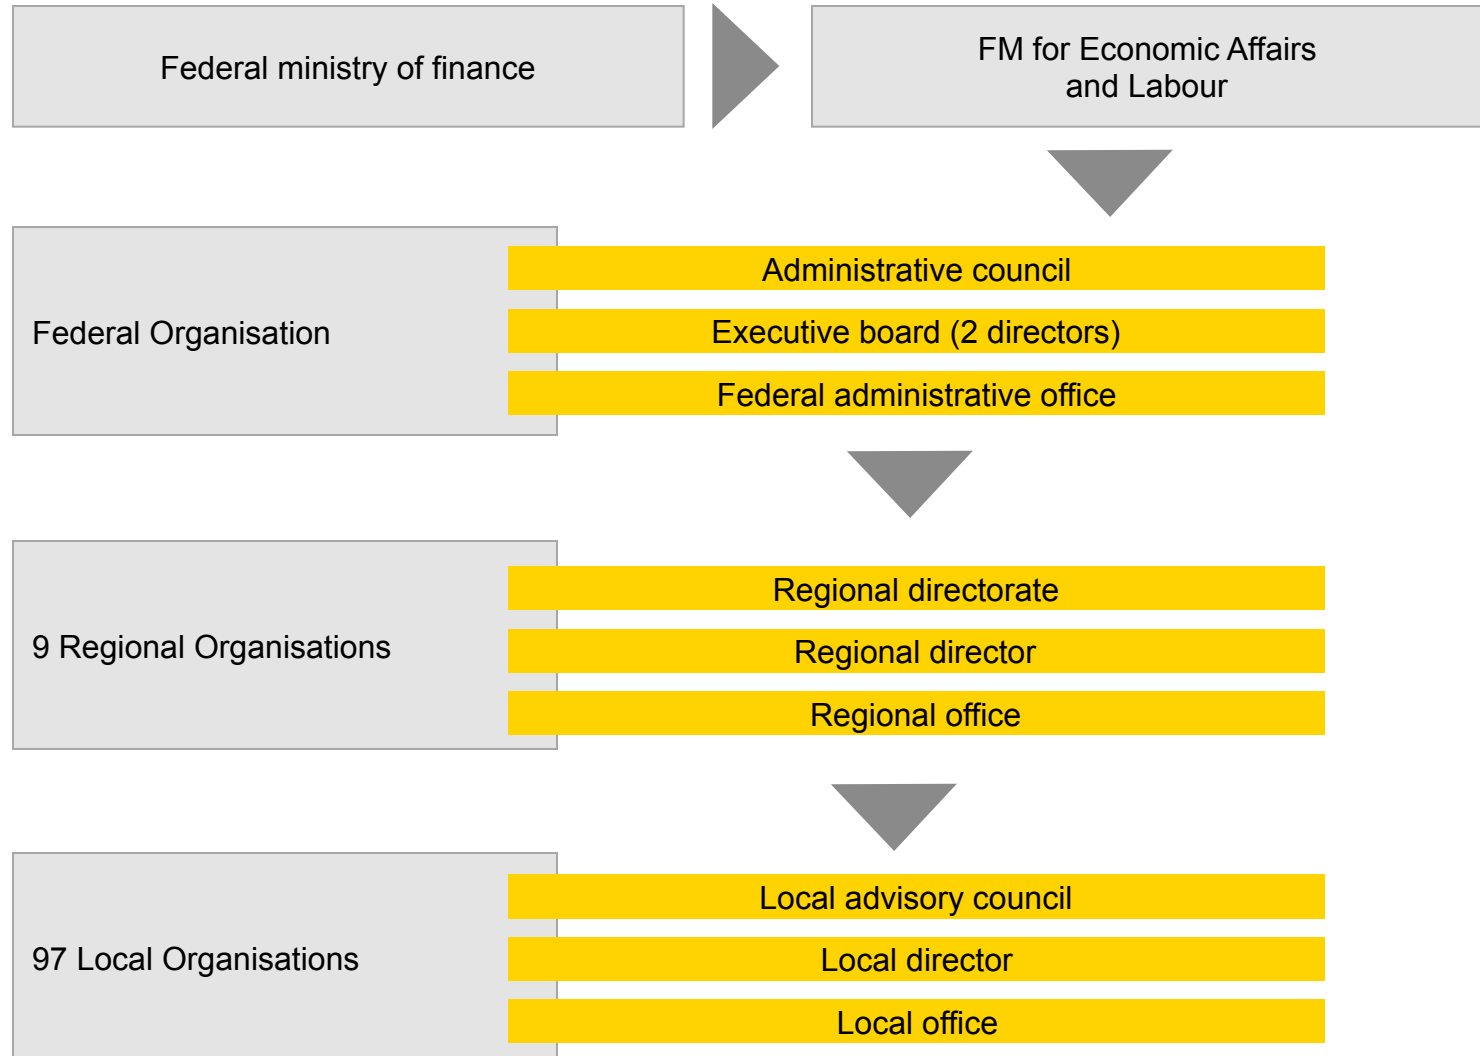 Federal ministry of finance
FM for Economic Affairs
and Labour
Federal Organisation
Administrative council
Executive board (2 directors)
Federal administrative office
9 Regional Organisations
Regional directorate
Regional director
Regional office
97 Local Organisations
Local advisory council
Local director
Local office